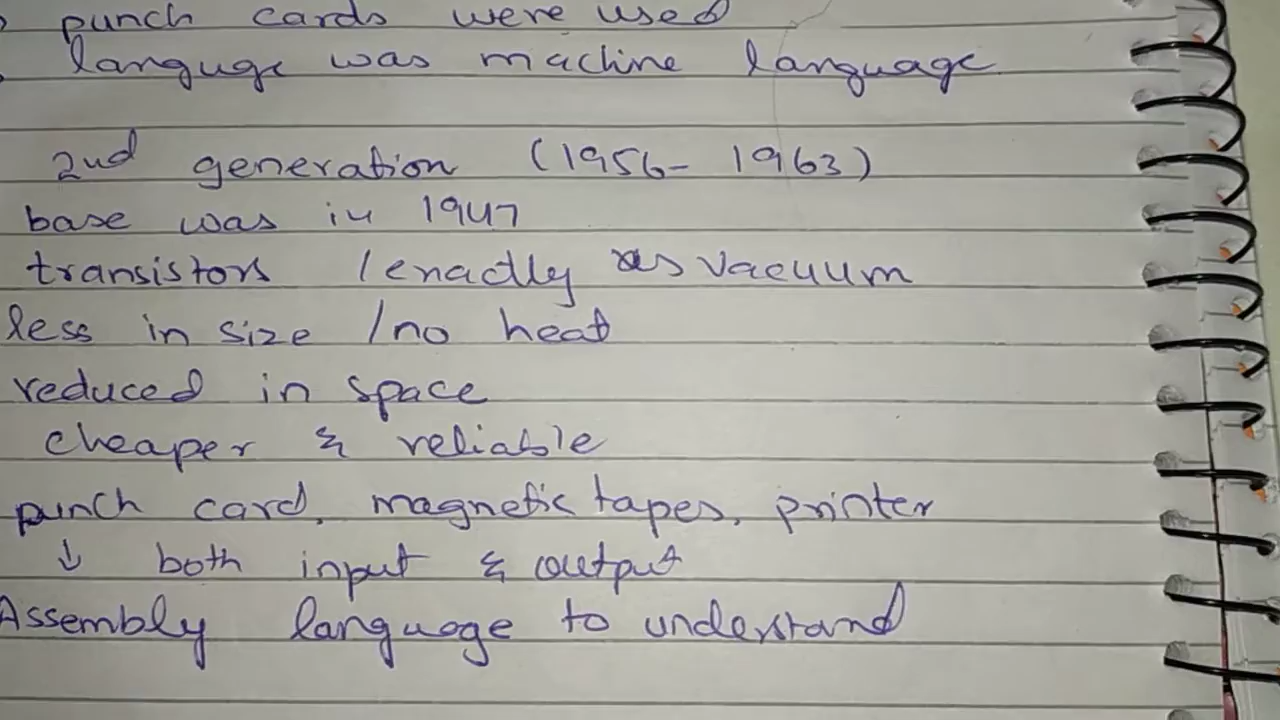 punch cards were used
languge was machine language
2nd generation (1956- 1963)
base was in 1947
transistors /enactly as vacuum
less in size /no heat
reduced in space
cheaper & reliable
punch card, magnetic tapes, printer
↓ both input & output
Assembly language to understand